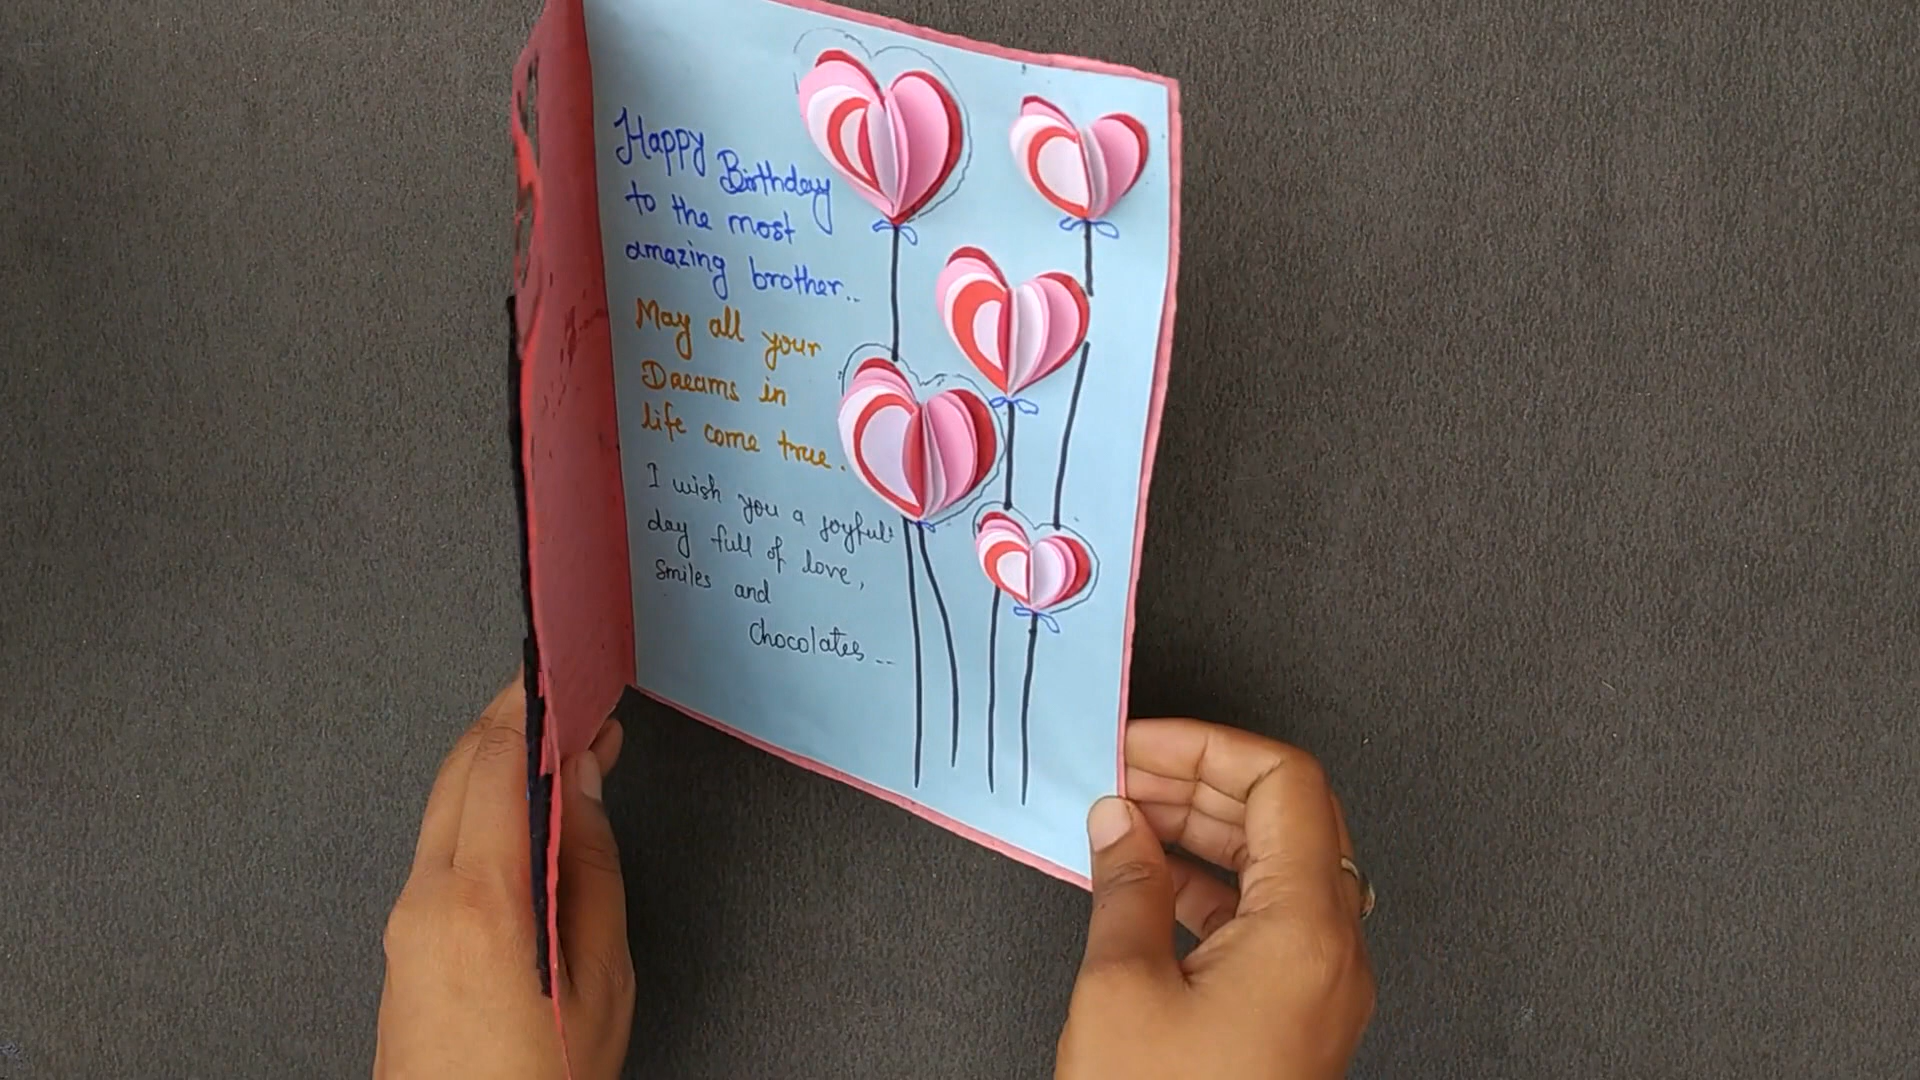 Happy Birthday
to the most
amazing brother..
May all your
Dreams in
life come true.
I wish you a joyful
day full of love,
smiles and
chocolates --